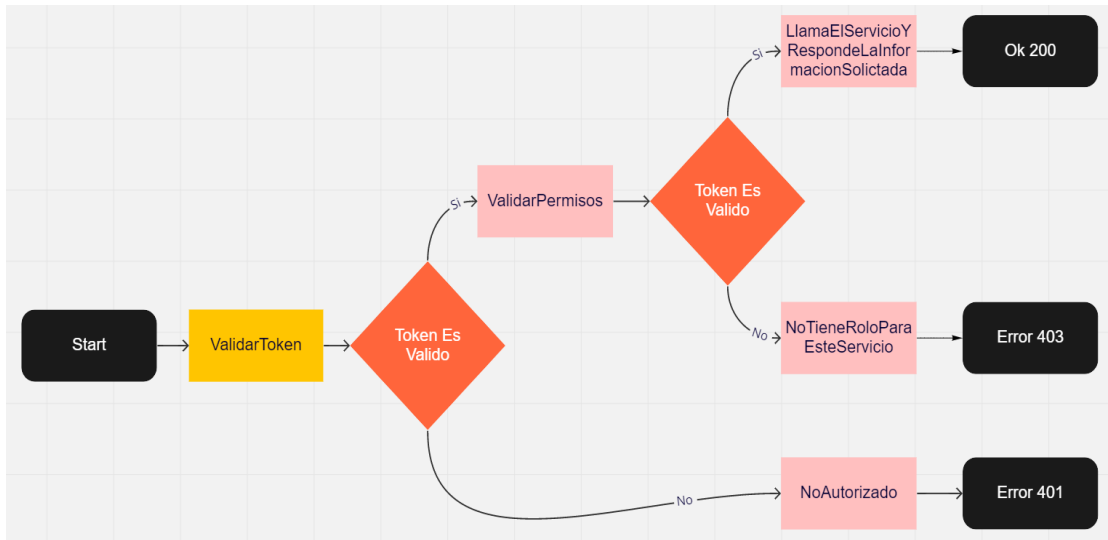 LlamaElServicioY
RespondeLaInfor
macionSolictada
Ok 200
Si
Token Es
Valido
ValidarPermisos
Si
Start
ValidarToken
Token Es
Valido
No
NoTieneRoloPara
EsteServicio
Error 403
No
NoAutorizado
Error 401